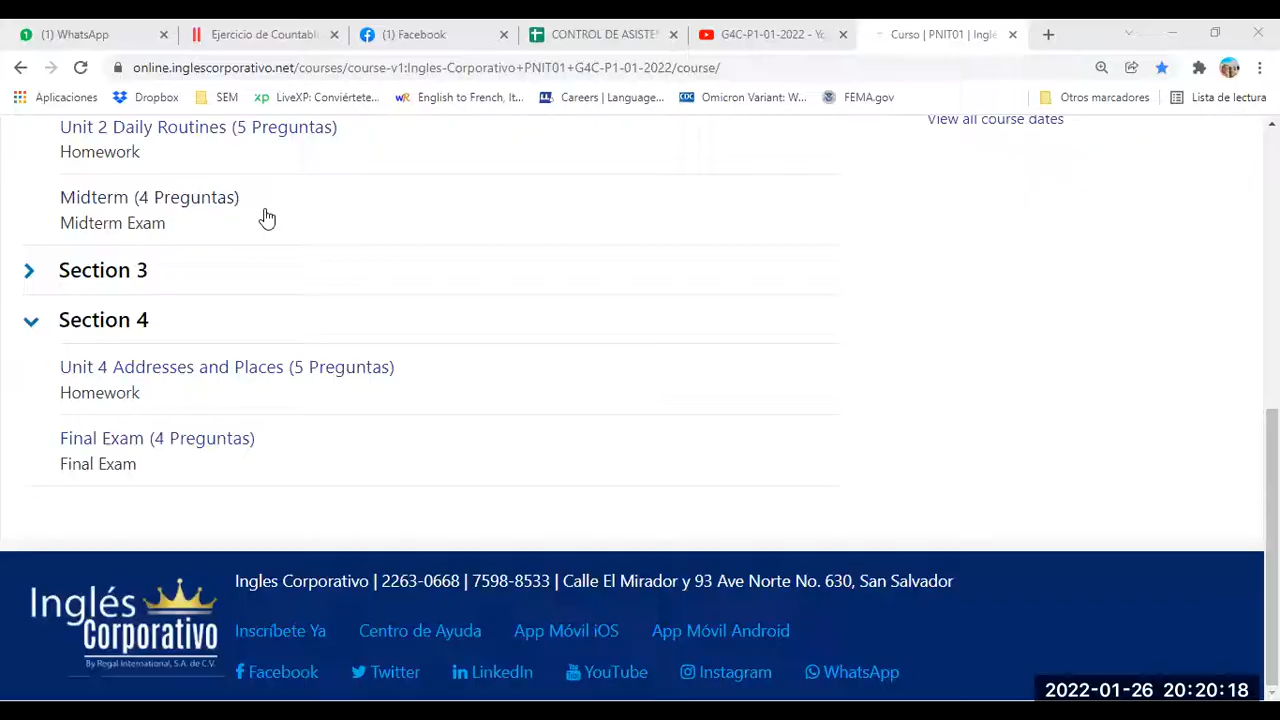 (1) WhatsApp
Ejercicio de Countabl
(1) Facebook
CONTROL DE ASISTE
G4C-P1-01-2022 - Yo
Curso | PNIT01 | Inglé
online.inglescorporativo.net/courses/course-v1:Ingles-Corporativo+PNIT01+G4C-P1-01-2022/course/
Aplicaciones
Dropbox
SEM
LiveXP: Conviértete...
English to French, It...
Careers | Language...
Omicron Variant: W...
FEMA.gov
Otros marcadores
Lista de lectura
View all course dates
Unit 2 Daily Routines (5 Preguntas)
Homework
Midterm (4 Preguntas)
Midterm Exam
Section 3
Section 4
Unit 4 Addresses and Places (5 Preguntas)
Homework
Final Exam (4 Preguntas)
Final Exam
Inglés
Corporativo
By Regal International, S.A. de C.V.
Ingles Corporativo | 2263-0668 | 7598-8533 | Calle El Mirador y 93 Ave Norte No. 630, San Salvador
Inscríbete Ya
Centro de Ayuda
App Móvil iOS
App Móvil Android
Facebook
Twitter
LinkedIn
YouTube
Instagram
WhatsApp
2022-01-26 20:20:18